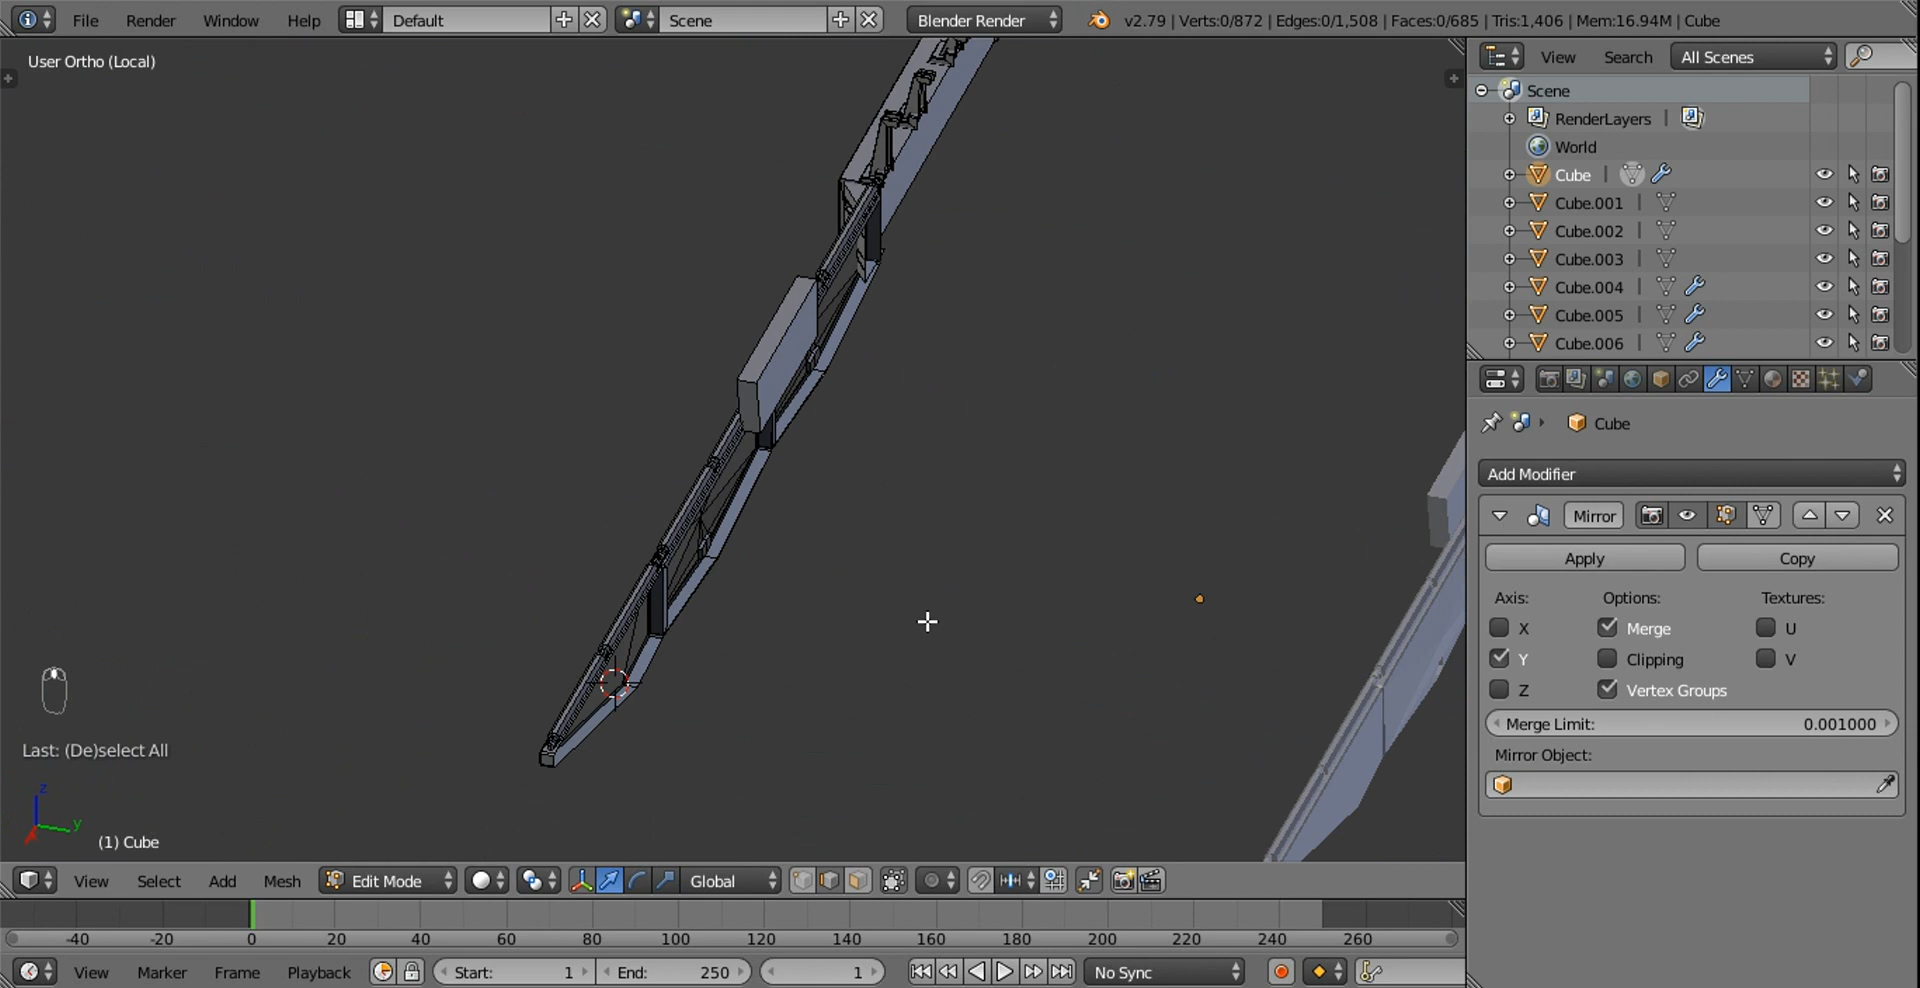 File Render Window Help Default Scene Blender Render v2.79 | Verts:0/872 | Edges:0/1,508 | Faces:0/685 | Tris:1,406 | Mem:16.94M | Cube
User Ortho (Local)
View Search All Scenes
Scene
RenderLayers |
World
Cube |
Cube.001 |
Cube.002 |
Cube.003 |
Cube.004 |
Cube.005 |
Cube.006 |
Cube
Add Modifier
Mirror
Apply Copy
Axis: Options: Textures:
X Merge U
Y Clipping V
Z Vertex Groups
Merge Limit: 0.001000
Mirror Object:
Last: (De)select All
z
y
(1) Cube
View Select Add Mesh Edit Mode Global
-40 -20 0 20 40 60 80 100 120 140 160 180 200 220 240 260
View Marker Frame Playback Start: 1 End: 250 1 No Sync